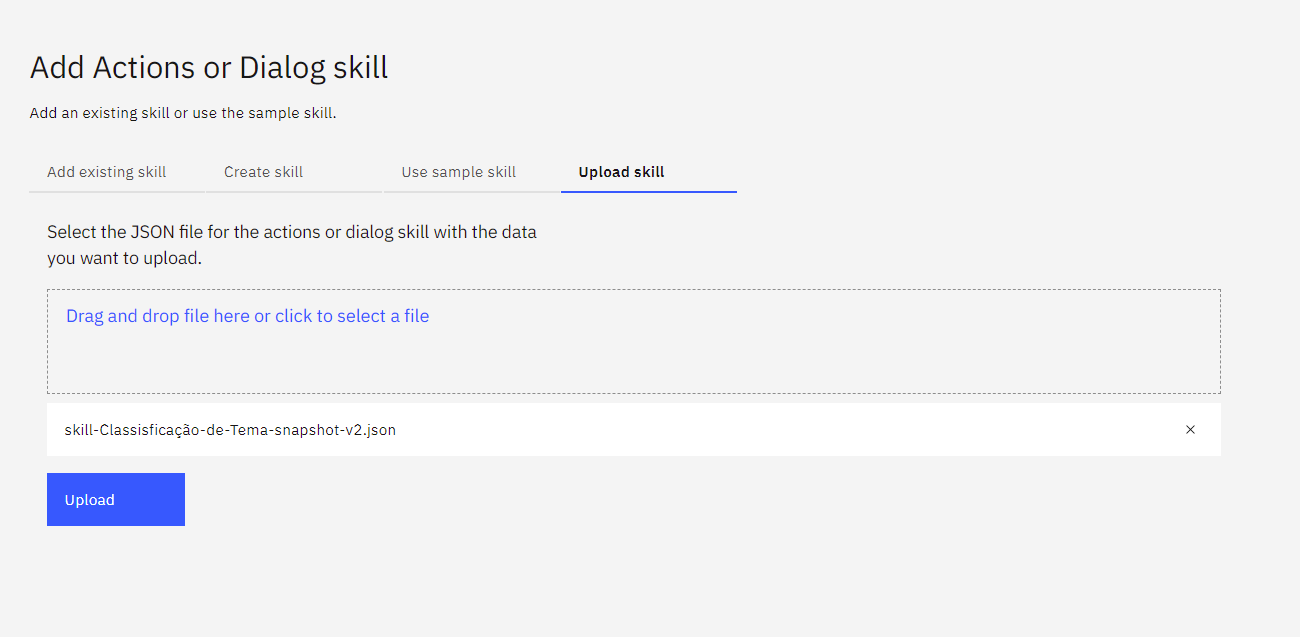 Add Actions or Dialog skill
Add an existing skill or use the sample skill.
Add existing skill
Create skill
Use sample skill
Upload skill
Select the JSON file for the actions or dialog skill with the data
you want to upload.
Drag and drop file here or click to select a file
skill-Classisficação-de-Tema-snapshot-v2.json
Upload